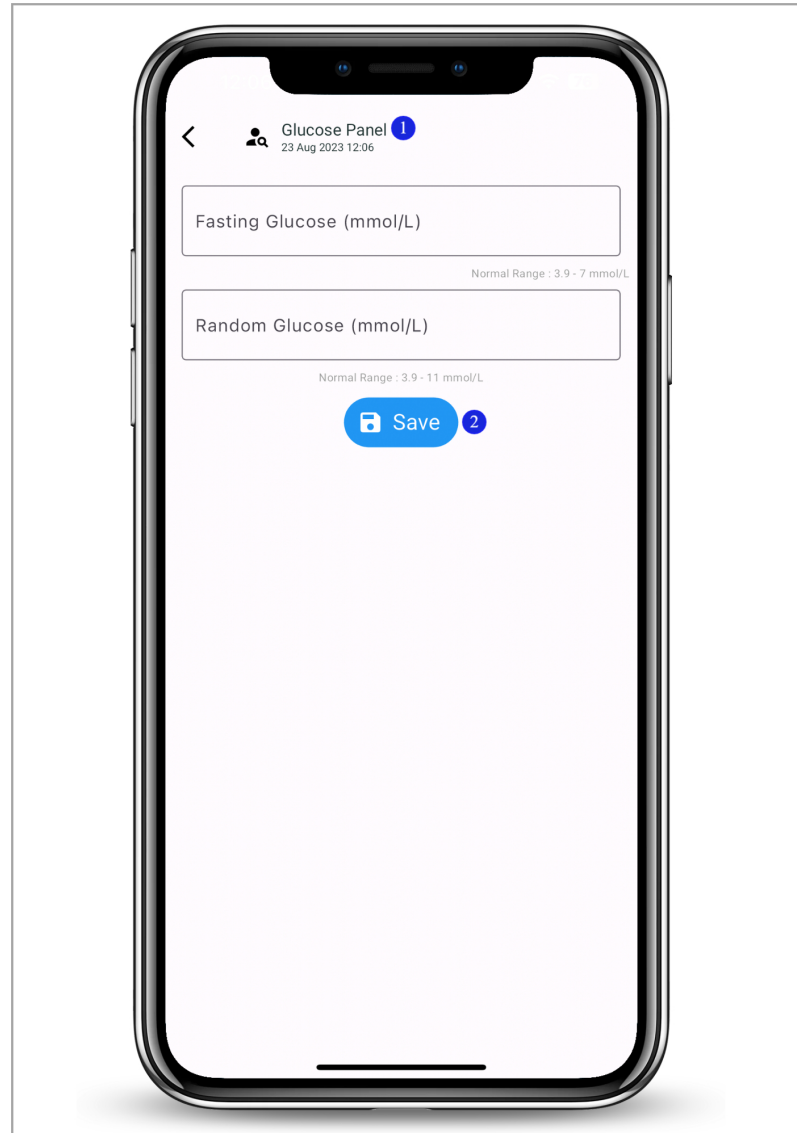 Glucose Panel 1
23 Aug 2023 12:06
Fasting Glucose (mmol/L)
Normal Range : 3.9 - 7 mmol/L
Random Glucose (mmol/L)
Normal Range : 3.9 - 11 mmol/L
Save 2